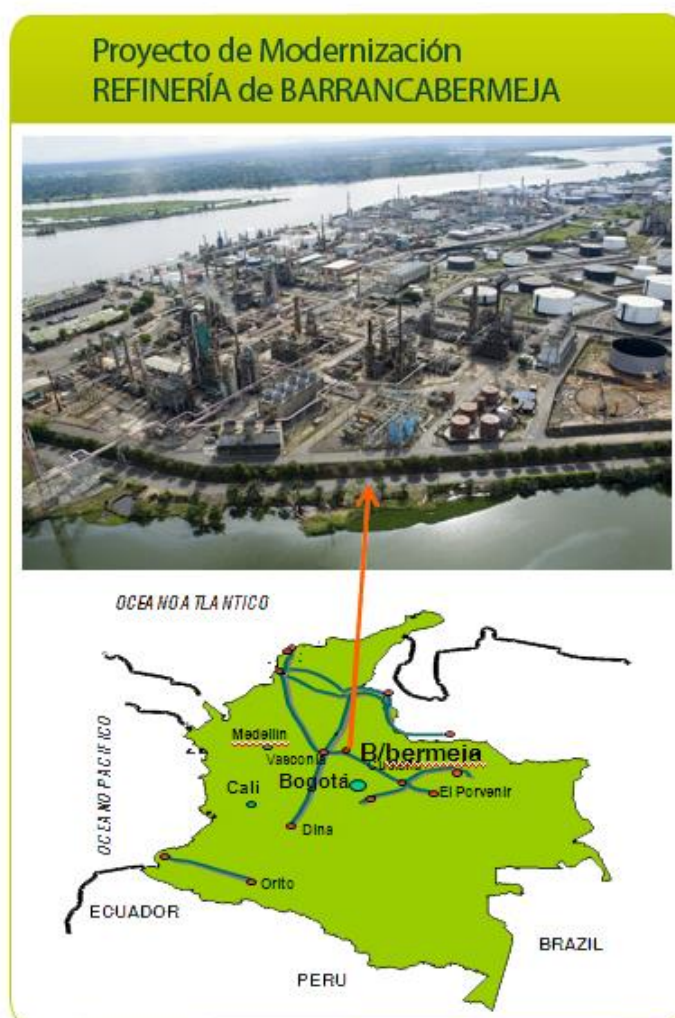 Proyecto de Modernización
REFINERÍA de BARRANCABERMEJA
OCEANO ATLANTICO
OCEANO PACIFICO
Medellin
Vasconia
B/bermeja
Bogotá
Cali
El Porvenir
Dina
Orito
ECUADOR
BRAZIL
PERU